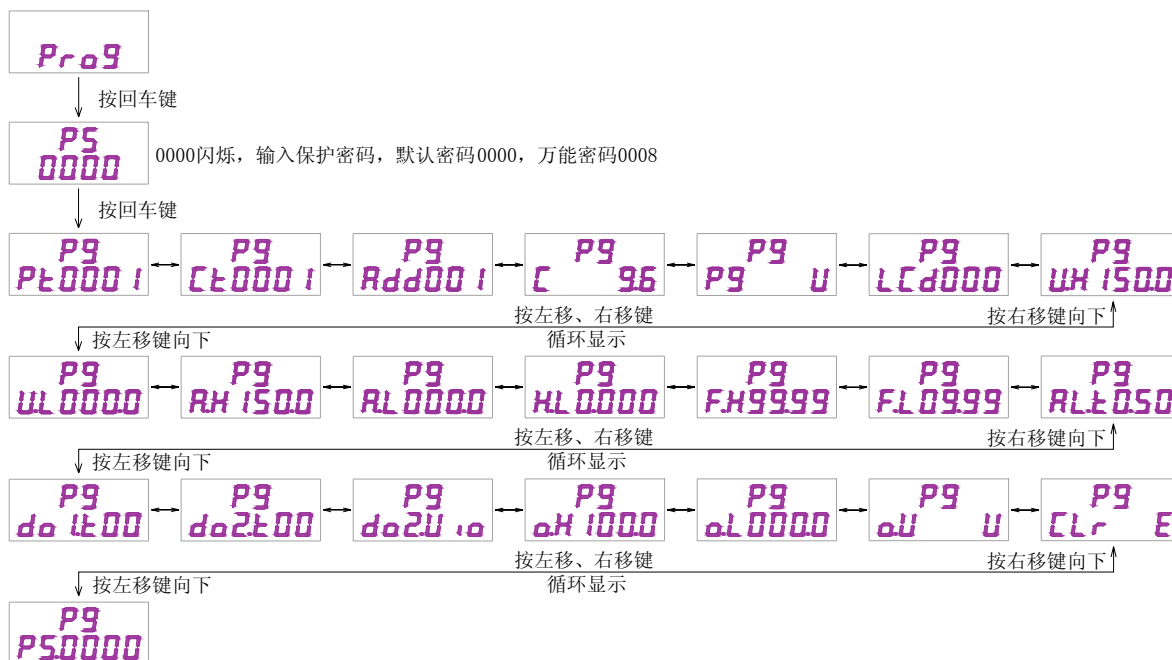 Prog
按回车键
PS
0000
0000闪烁，输入保护密码，默认密码0000，万能密码0008
按回车键
Pg Pg Pg Pg Pg Pg Pg
Pt0001 Ct0001 Add001 C 9.6 Pg U LCd000 U.H150.0
按左移、右移键
按左移键向下 循环显示 按右移键向下
Pg Pg Pg Pg Pg Pg Pg
U.L000.0 A.H150.0 A.L000.0 H.L0.000 F.H99.99 F.L09.99 AL.t0.50
按左移、右移键
按左移键向下 循环显示 按右移键向下
Pg Pg Pg Pg Pg Pg Pg
do1.t00 do2.t00 do2.U io o.H100.0 o.L000.0 o.U U CLr E
按左移、右移键
按左移键向下 循环显示 按右移键向下
Pg
PS.0000